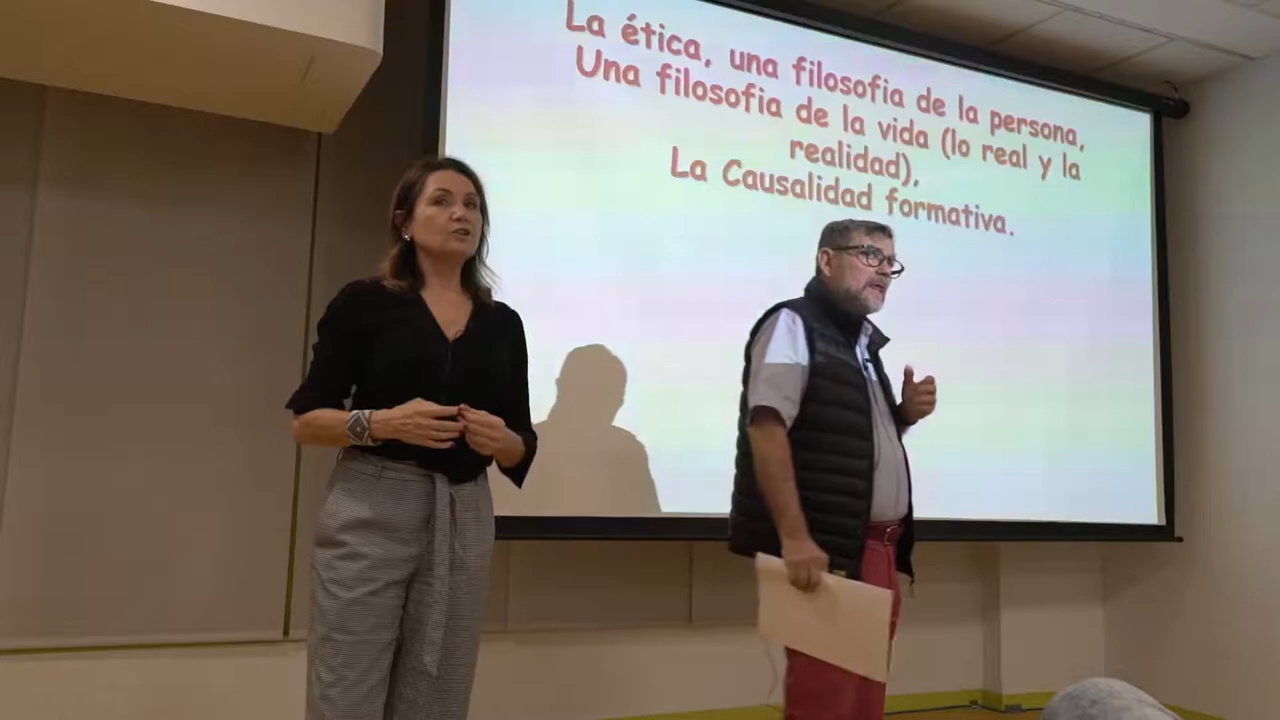 La ética, una filosofia de la persona,
Una filosofia de la vida (lo real y la
realidad),
La Causalidad formativa.